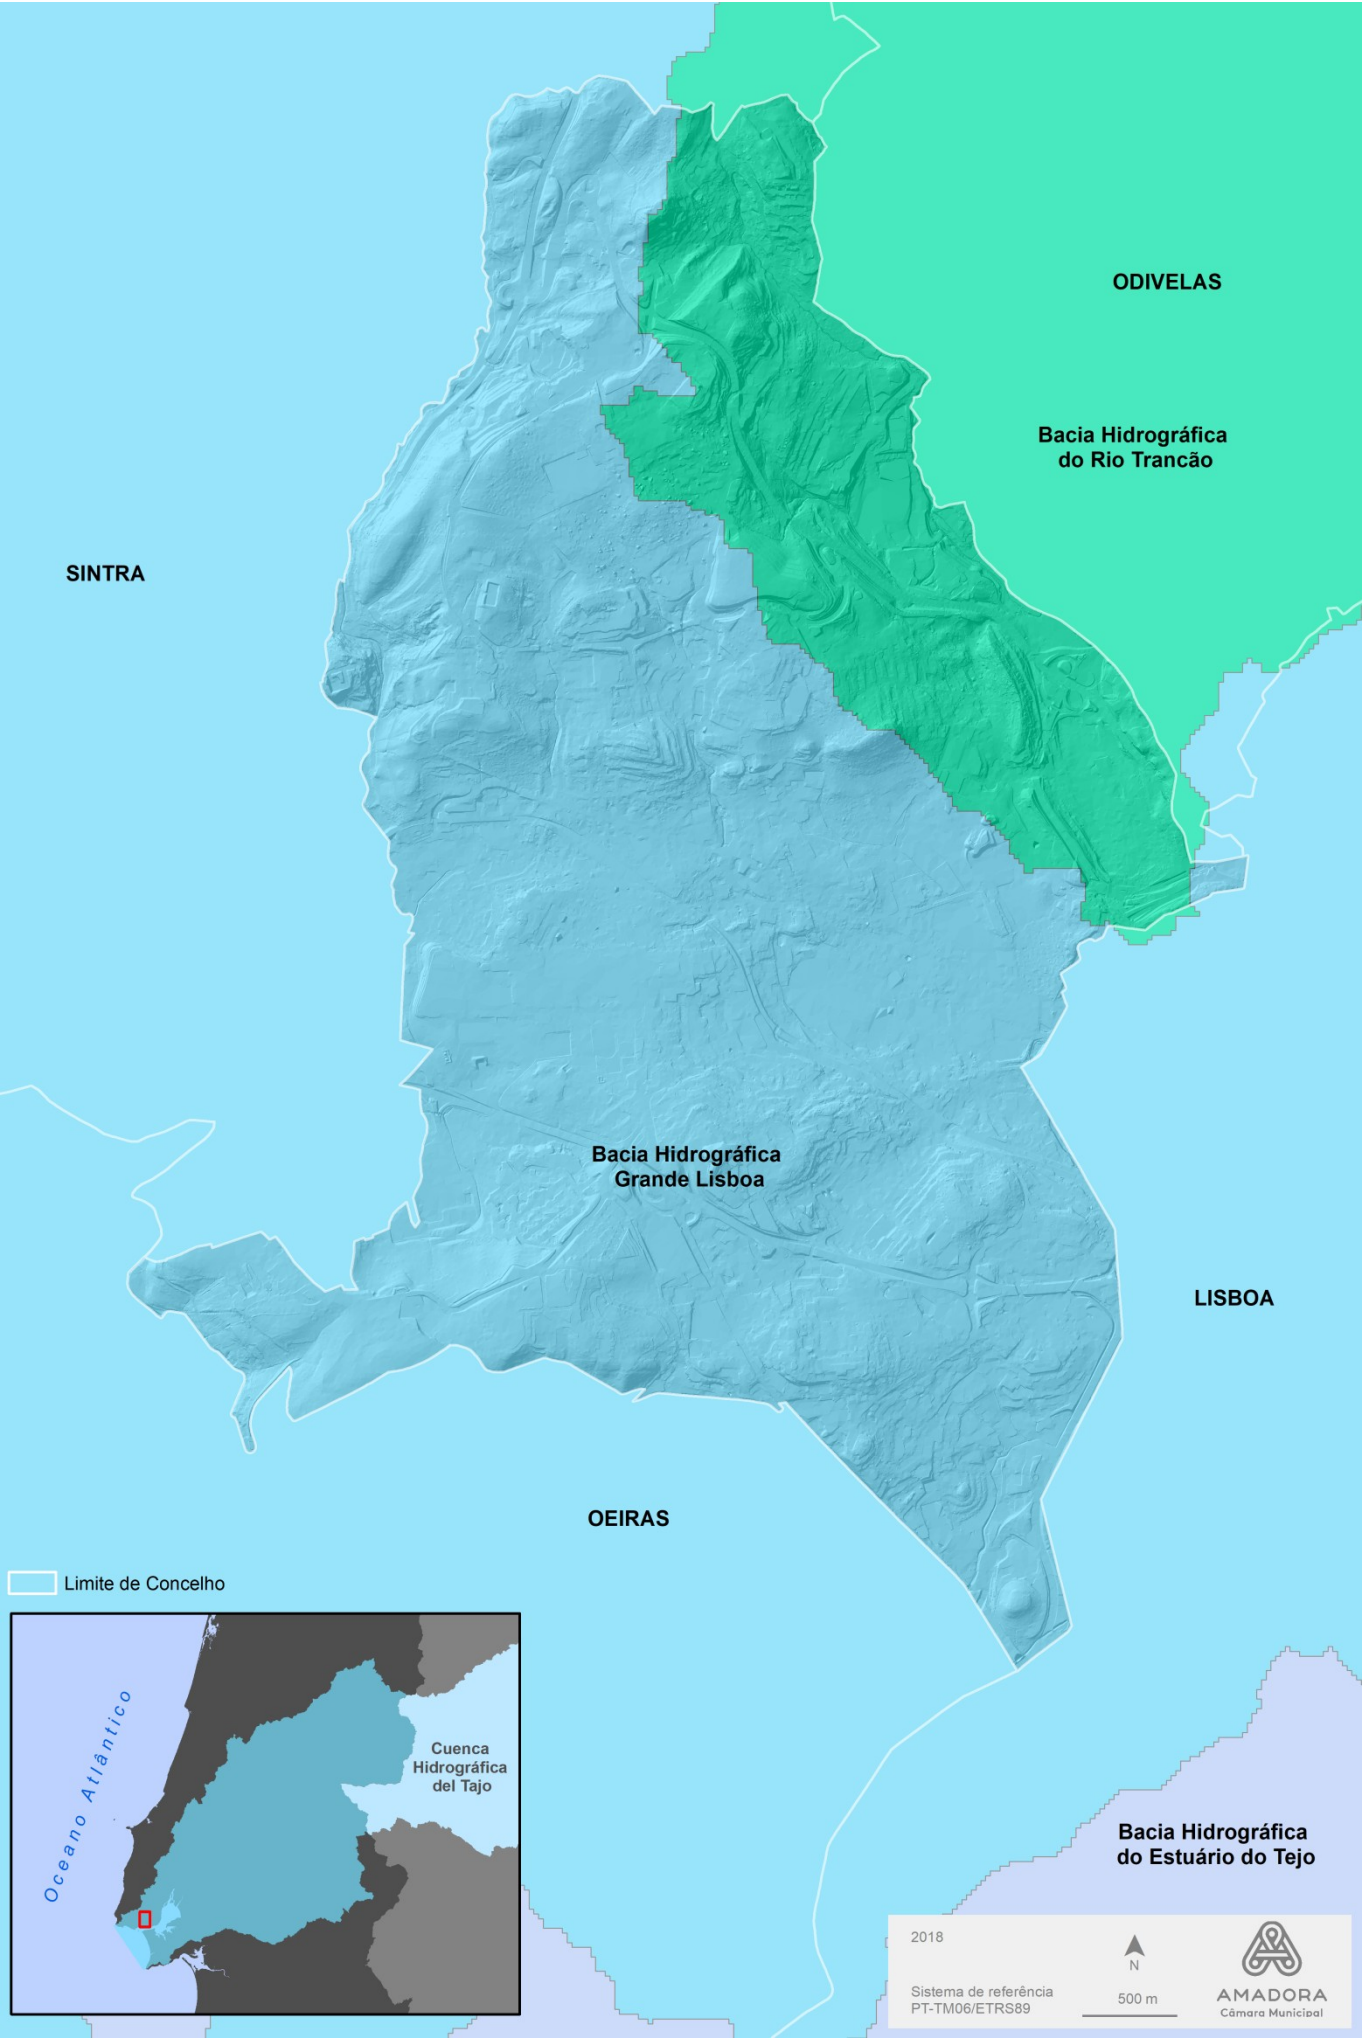 ODIVELAS
Bacia Hidrográfica
do Rio Trancão
SINTRA
Bacia Hidrográfica
Grande Lisboa
LISBOA
OEIRAS
Limite de Concelho
Oceano Atlântico
Cuenca
Hidrográfica
del Tajo
Bacia Hidrográfica
do Estuário do Tejo
2018
N
Sistema de referência
PT-TM06/ETRS89
500 m
AMADORA
Câmara Municipal